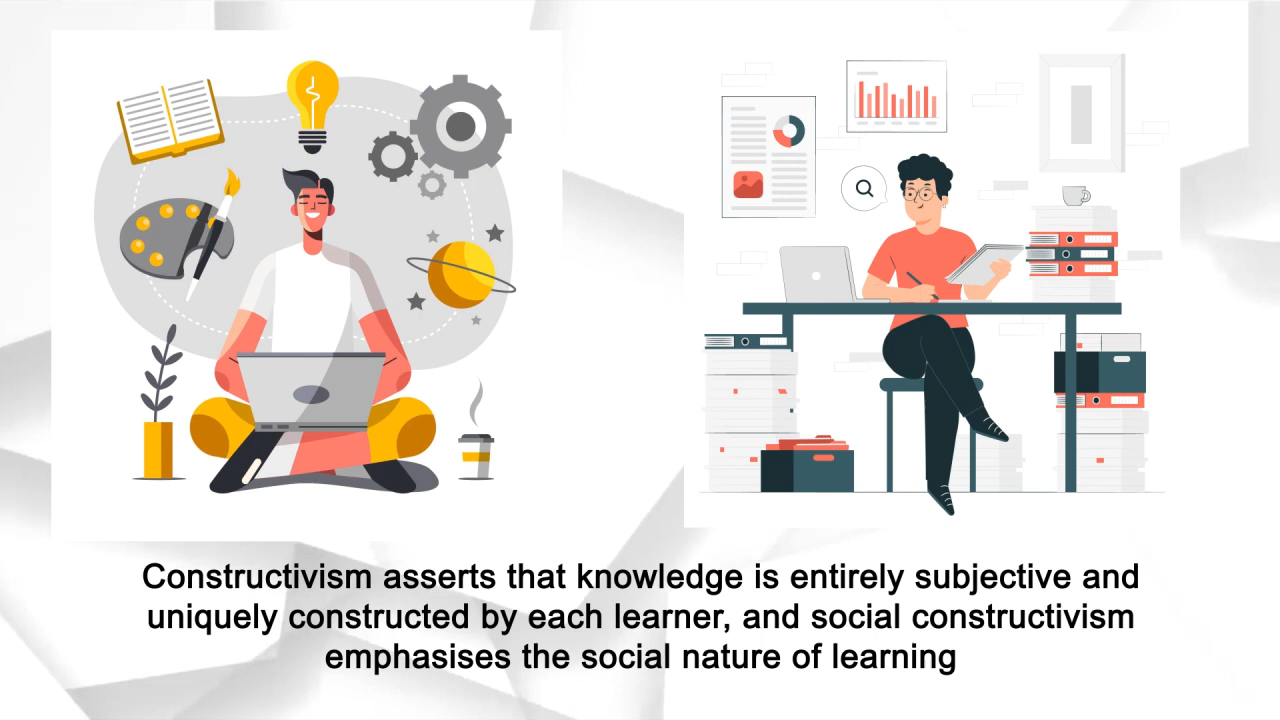 Constructivism asserts that knowledge is entirely subjective and
uniquely constructed by each learner, and social constructivism
emphasises the social nature of learning